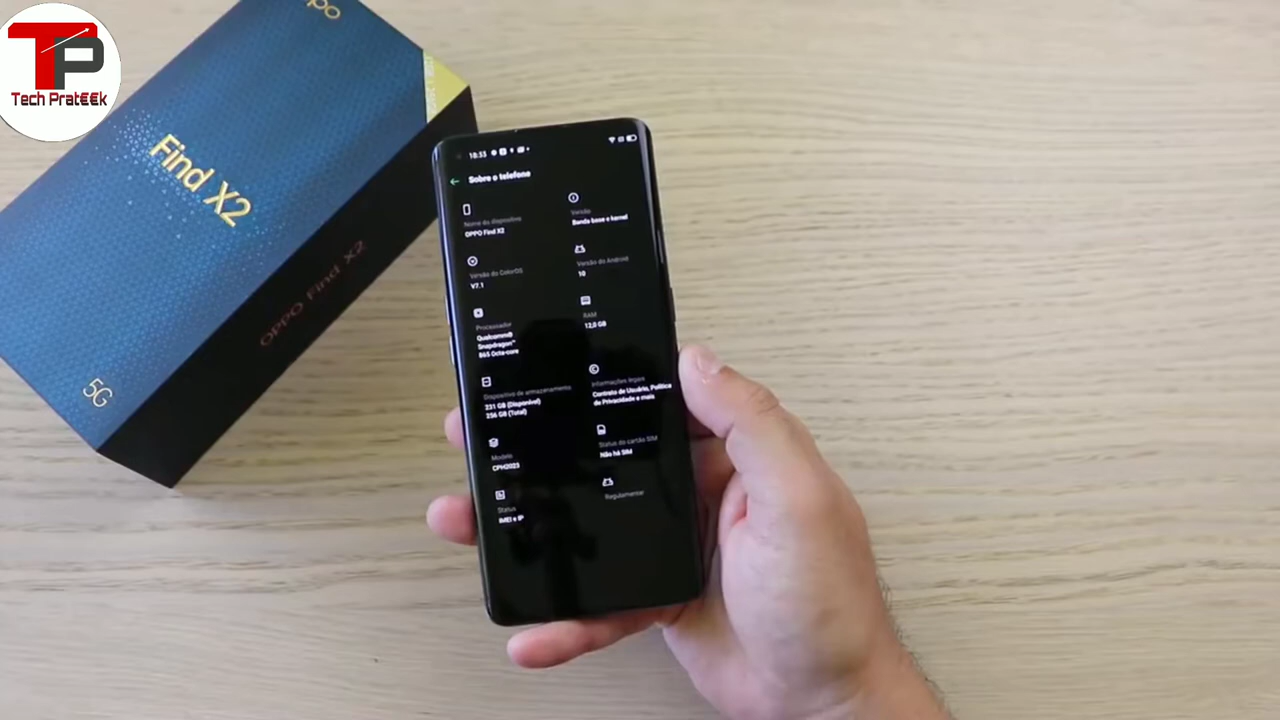 TP
Tech Prat€€k
Find X2
5G
OPPO Find X2
18:33
Sobre o telefone
Nome do dispositivo
OPPO Find X2
Versão
Banda base e kernel
Versão do ColorOS
V7.1
Versão do Android
10
Processador
Qualcomm®
Snapdragon™
865 Octa-core
RAM
12,0 GB
Dispositivo de armazenamento
231 GB (Disponível)
256 GB (Total)
Informações legais
Contrato de Usuário, Política
de Privacidade e mais
Modelo
CPH2023
Status do cartão SIM
Não há SIM
Status
IMEI e IP
Regulamentar